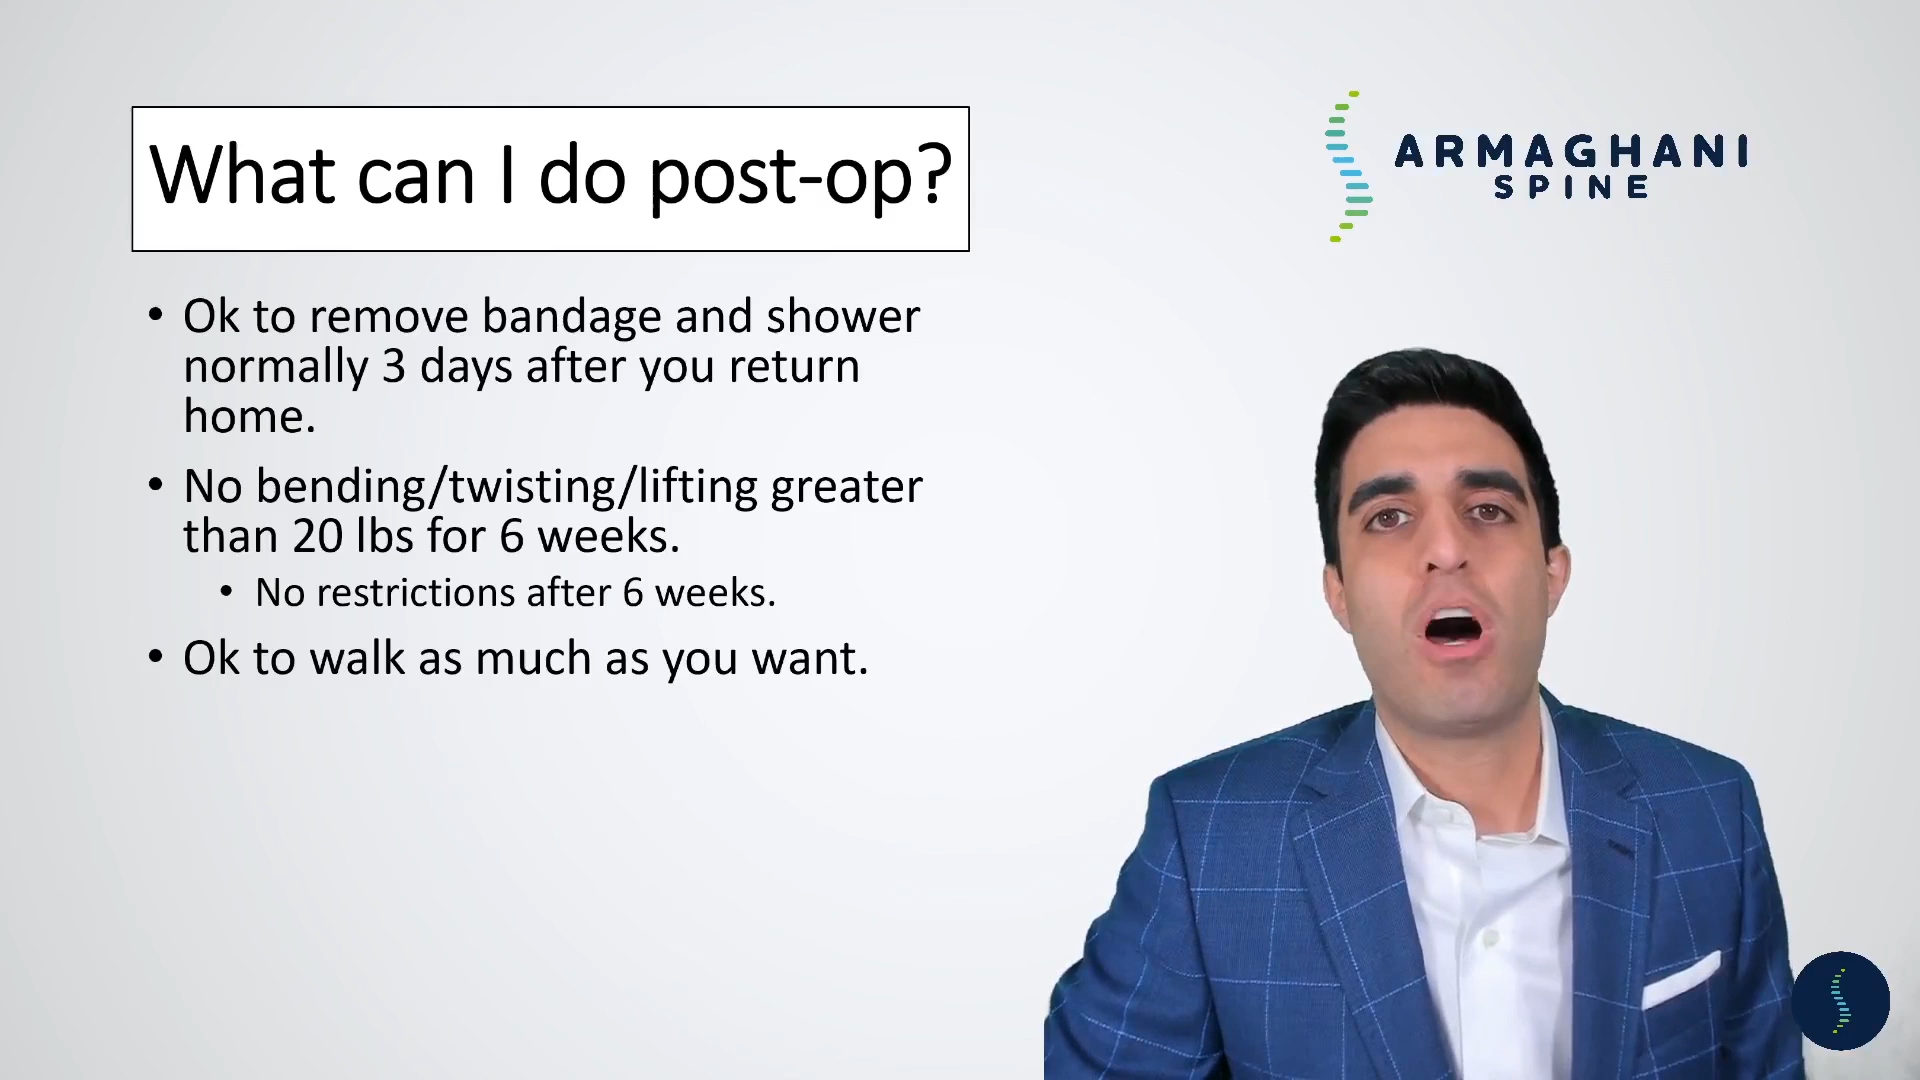 What can I do post-op?
ARMAGHANI
SPINE
• Ok to remove bandage and shower
normally 3 days after you return
home.
• No bending/twisting/lifting greater
than 20 lbs for 6 weeks.
• No restrictions after 6 weeks.
• Ok to walk as much as you want.